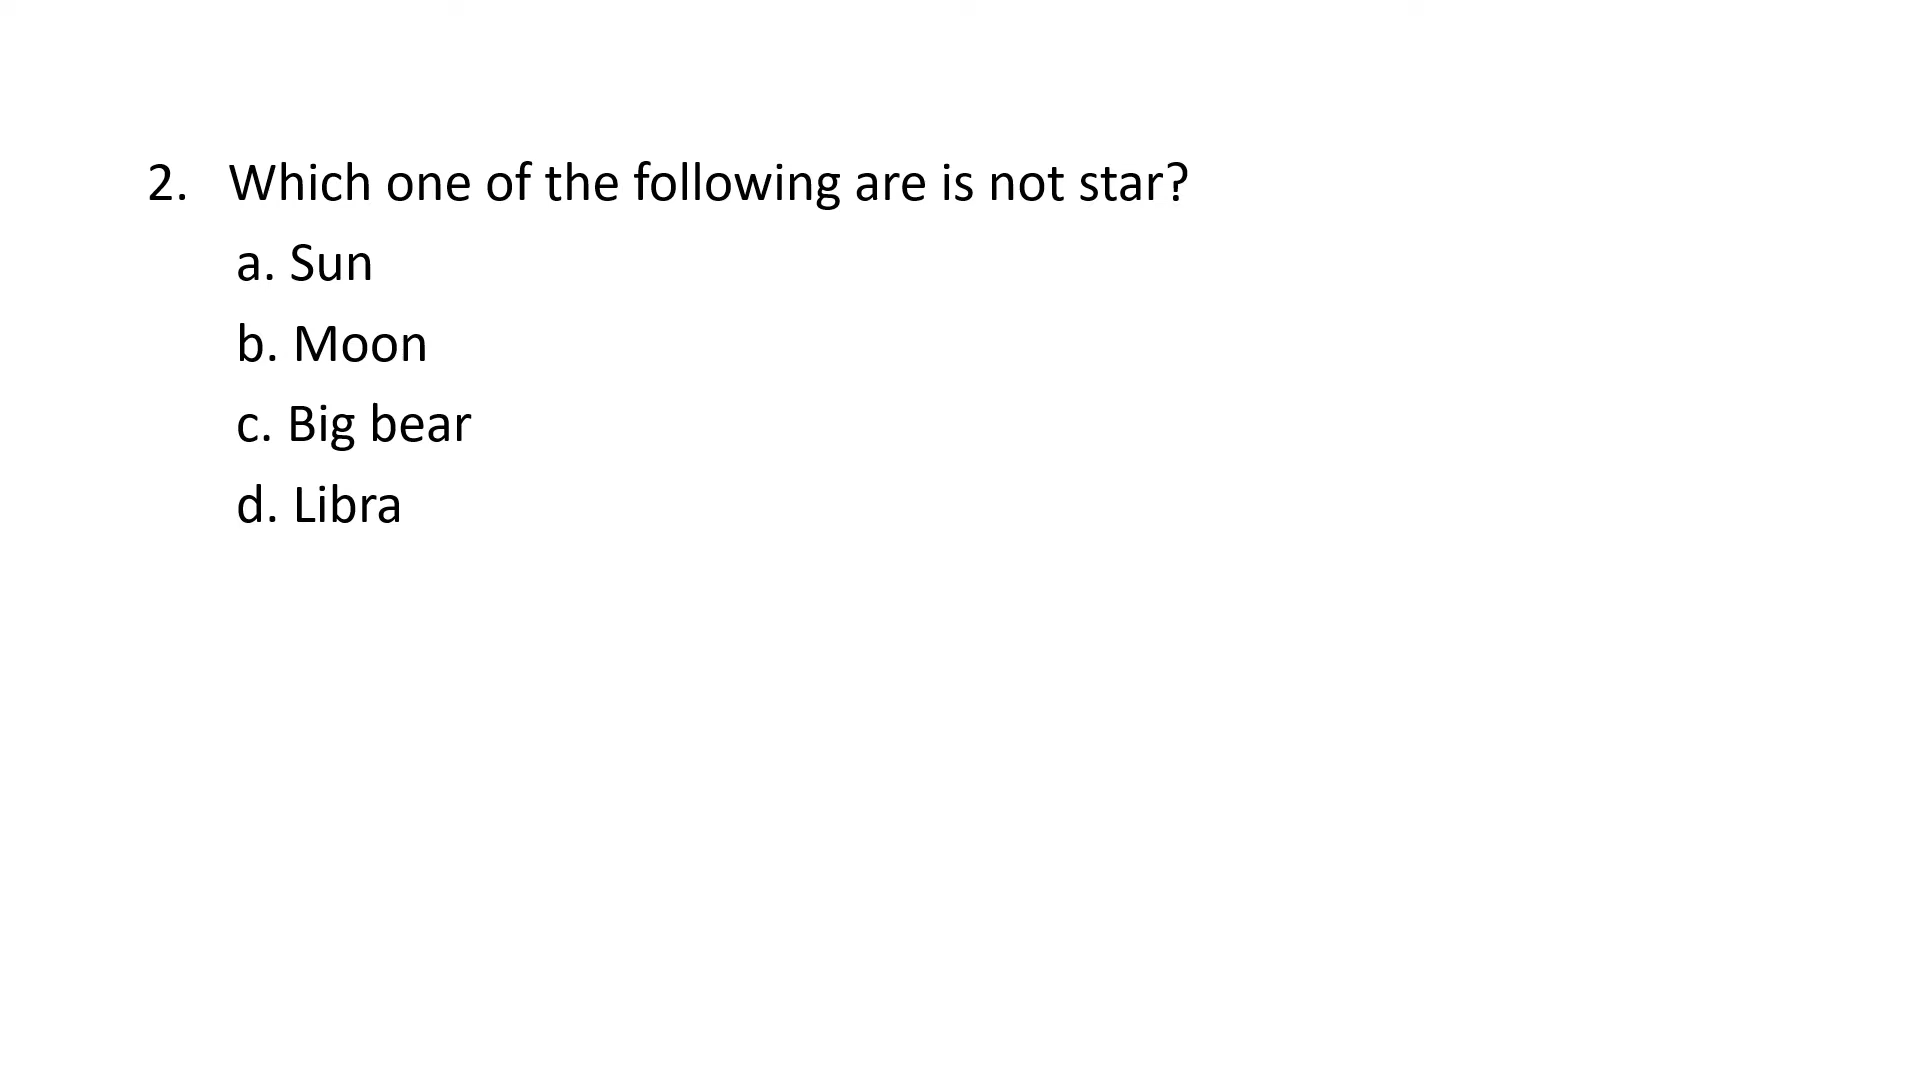 2. Which one of the following are is not star?
a. Sun
b. Moon
c. Big bear
d. Libra